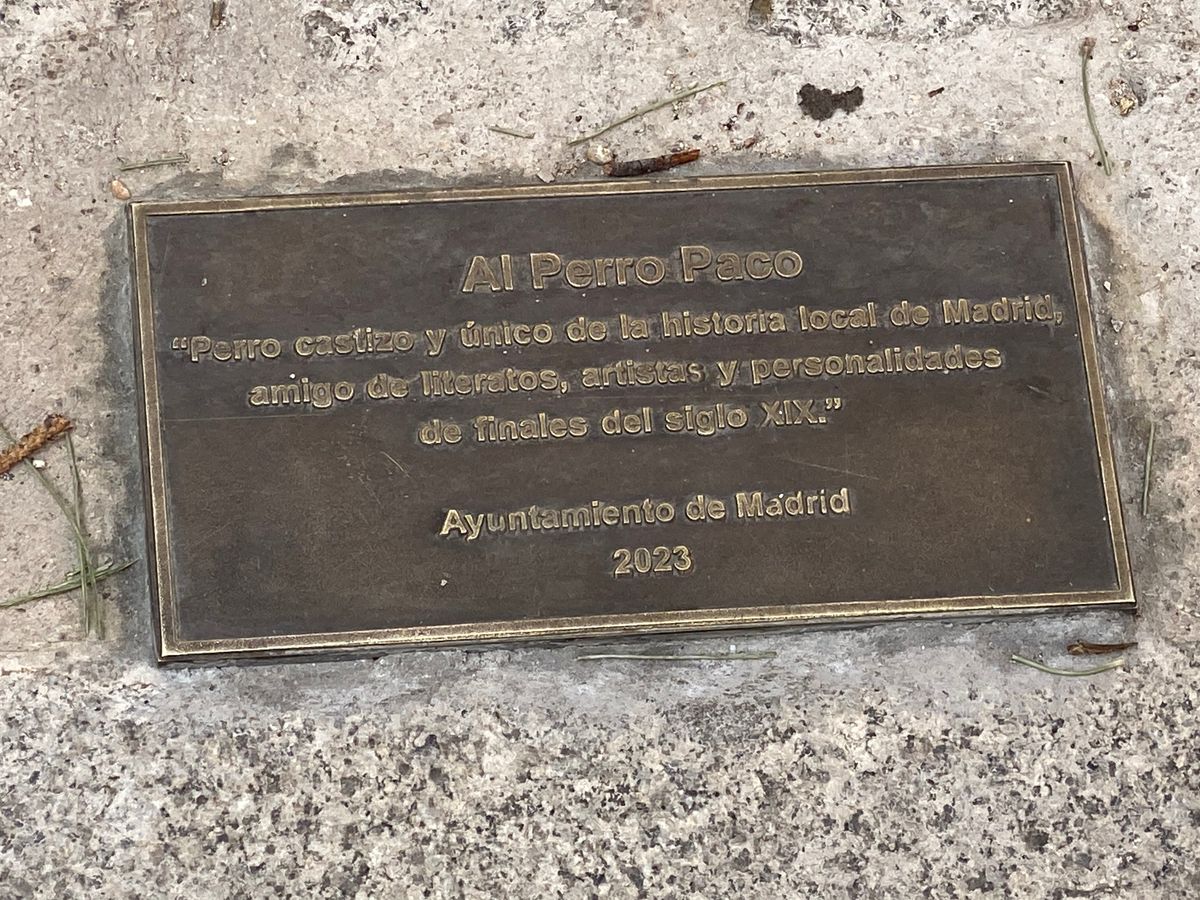 Al Perro Paco
“Perro castizo y único de la historia local de Madrid,
amigo de literatos, artistas y personalidades
de finales del siglo XIX.”
Ayuntamiento de Madrid
2023